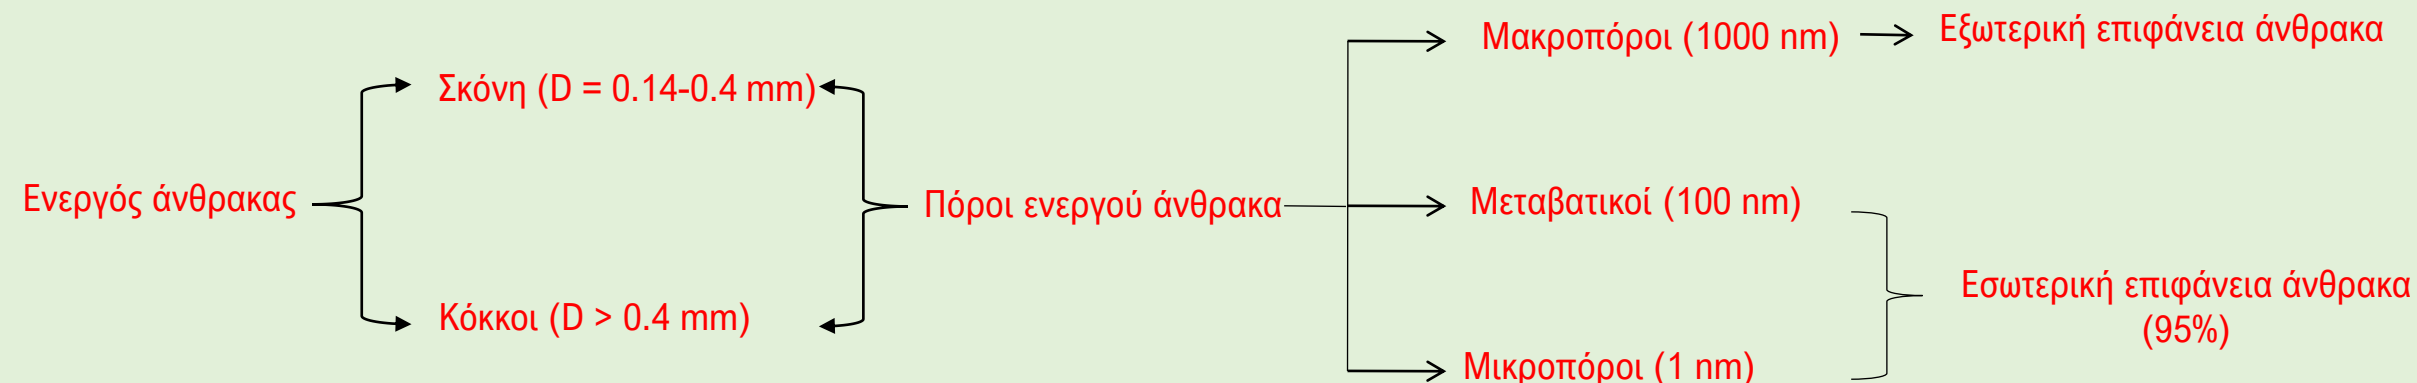 Ενεργός άνθρακας
Σκόνη (D = 0.14-0.4 mm)
Κόκκοι (D > 0.4 mm)
Πόροι ενεργού άνθρακα
Μακροπόροι (1000 nm)
Εξωτερική επιφάνεια άνθρακα
Μεταβατικοί (100 nm)
Μικροπόροι (1 nm)
Εσωτερική επιφάνεια άνθρακα
(95%)